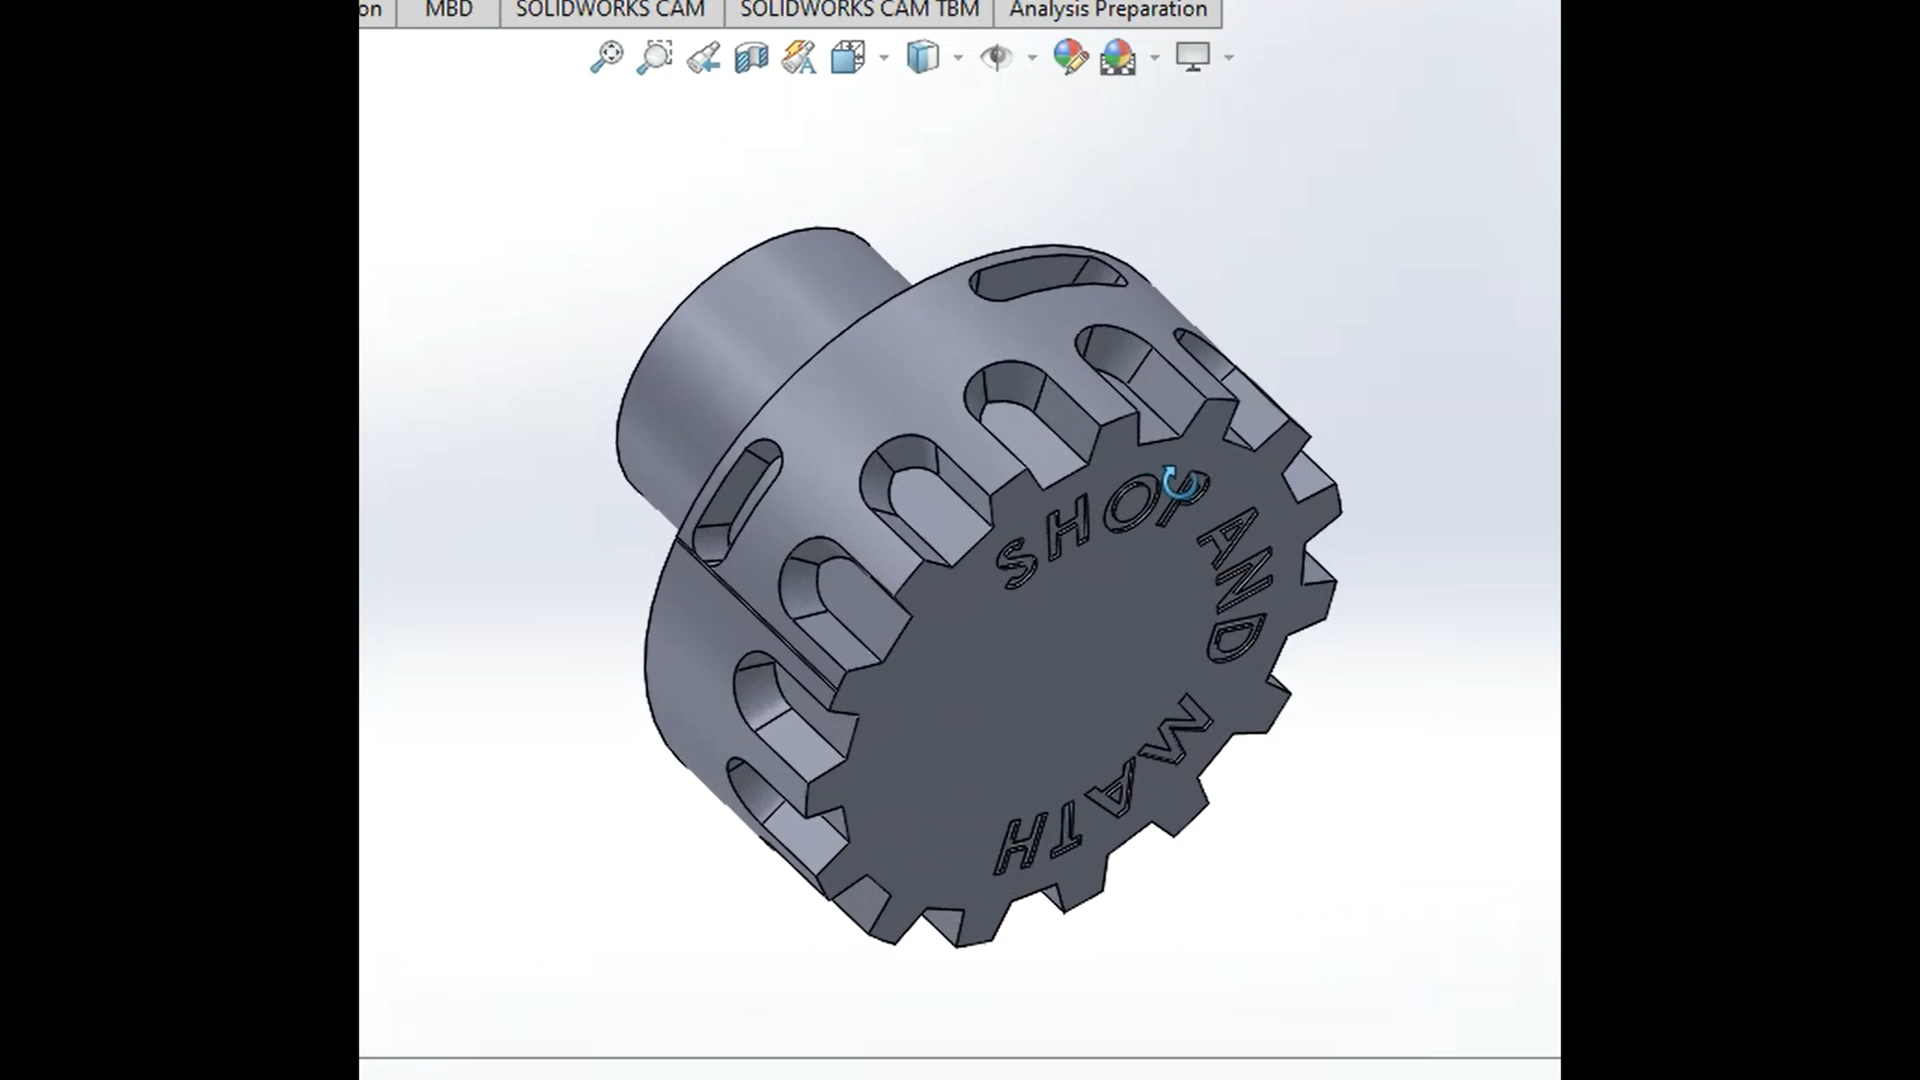 on MBD SOLIDWORKS CAM SOLIDWORKS CAM TBM Analysis Preparation
SHOP AND MATH